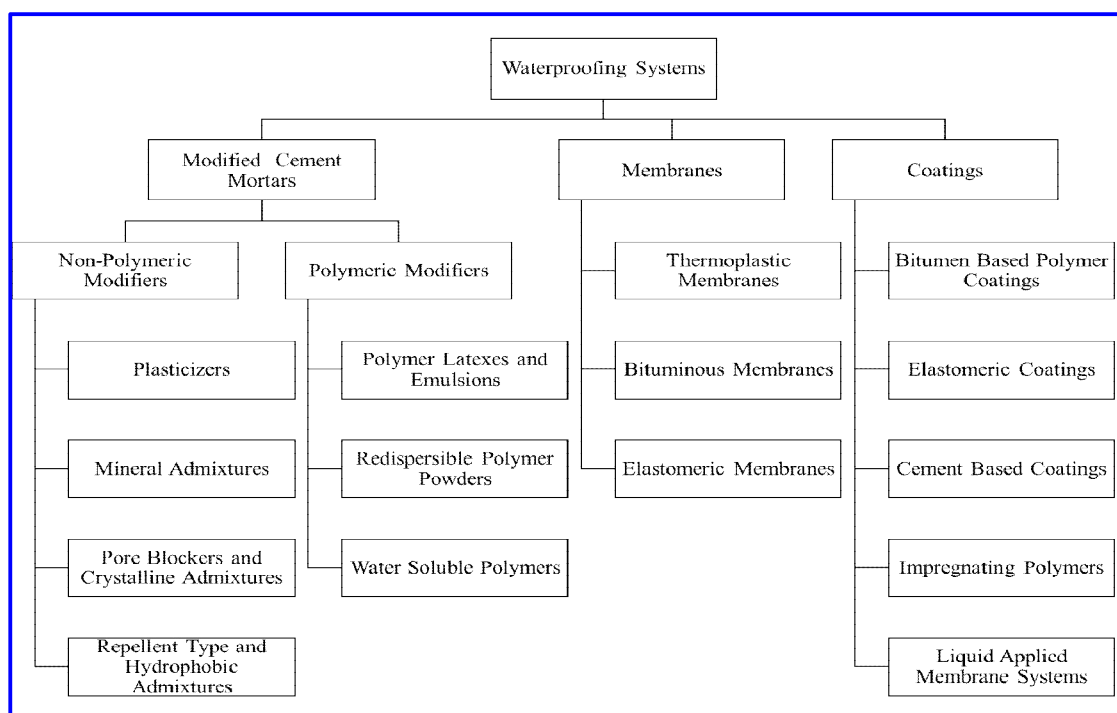 Waterproofing Systems
Modified Cement
Mortars
Membranes
Coatings
Non-Polymeric
Modifiers
Polymeric Modifiers
Thermoplastic
Membranes
Bitumen Based Polymer
Coatings
Plasticizers
Polymer Latexes and
Emulsions
Bituminous Membranes
Elastomeric Coatings
Mineral Admixtures
Redispersible Polymer
Powders
Elastomeric Membranes
Cement Based Coatings
Pore Blockers and
Crystalline Admixtures
Water Soluble Polymers
Impregnating Polymers
Repellent Type and
Hydrophobic
Admixtures
Liquid Applied
Membrane Systems